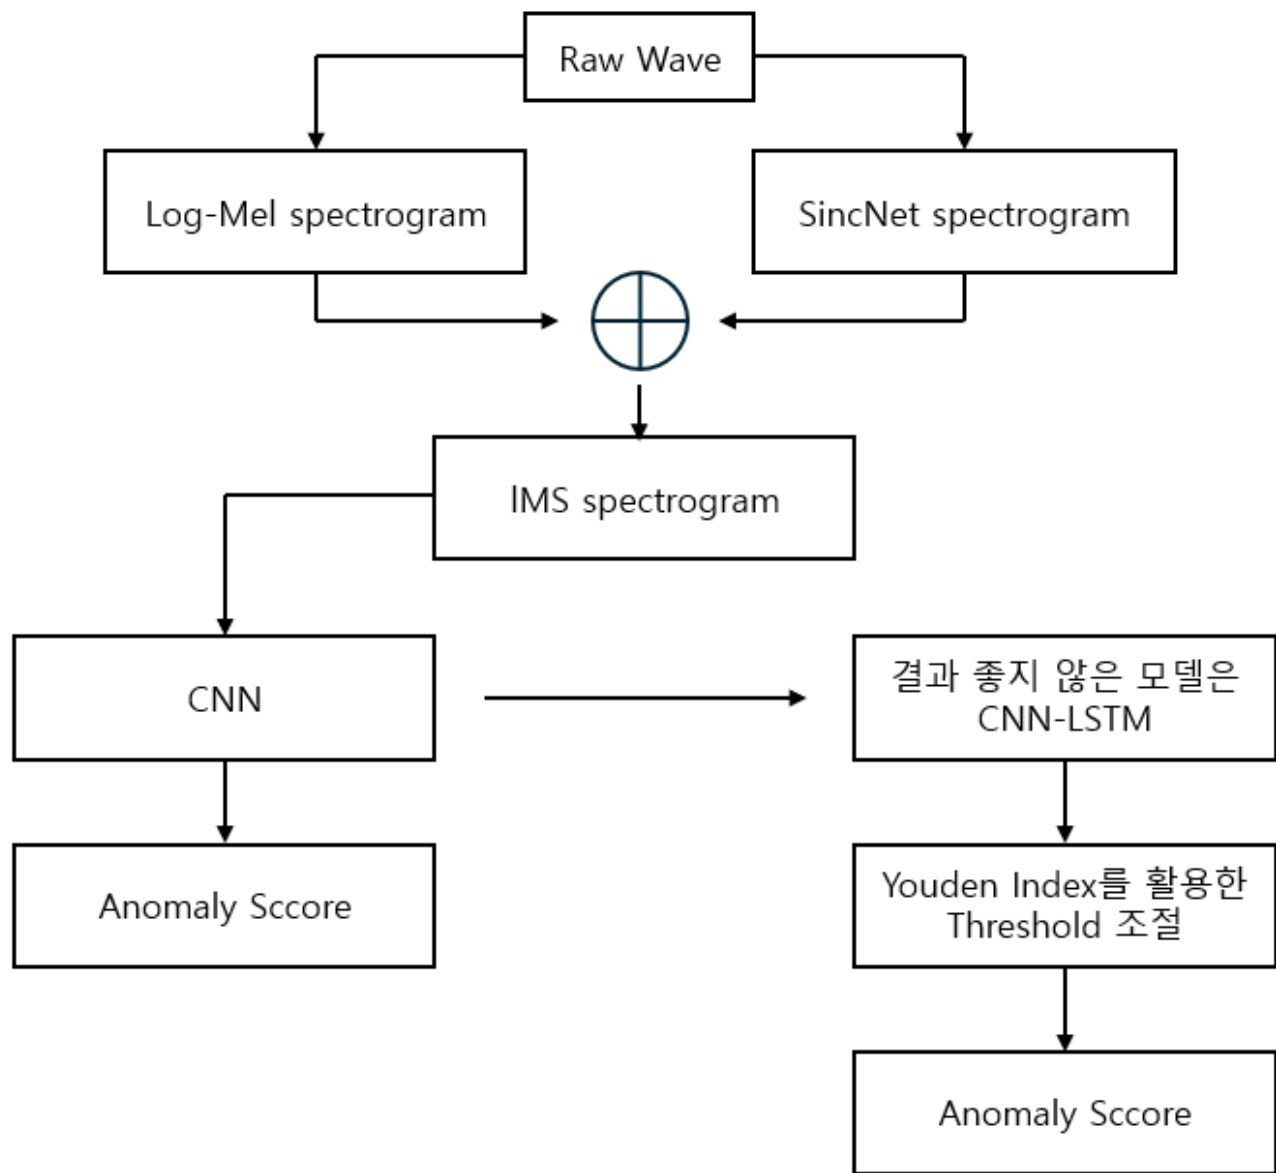 Raw Wave
Log-Mel spectrogram
SincNet spectrogram
IMS spectrogram
CNN
결과 좋지 않은 모델은
CNN-LSTM
Anomaly Sccore
Youden Index를 활용한
Threshold 조절
Anomaly Sccore